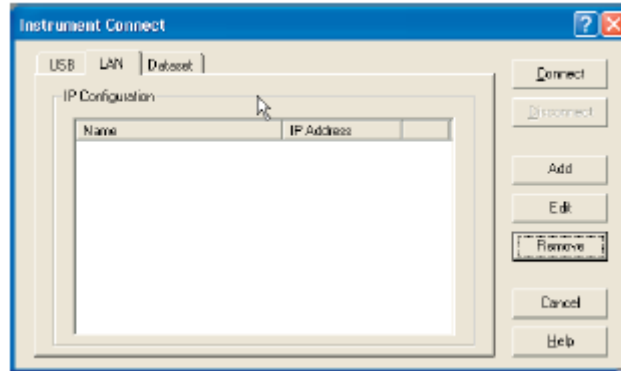 Instrument Connect
USB LAN Dataset
IP Configuration
Name IP Address
Connect
Disconnect
Add
Edit
Remove
Cancel
Help